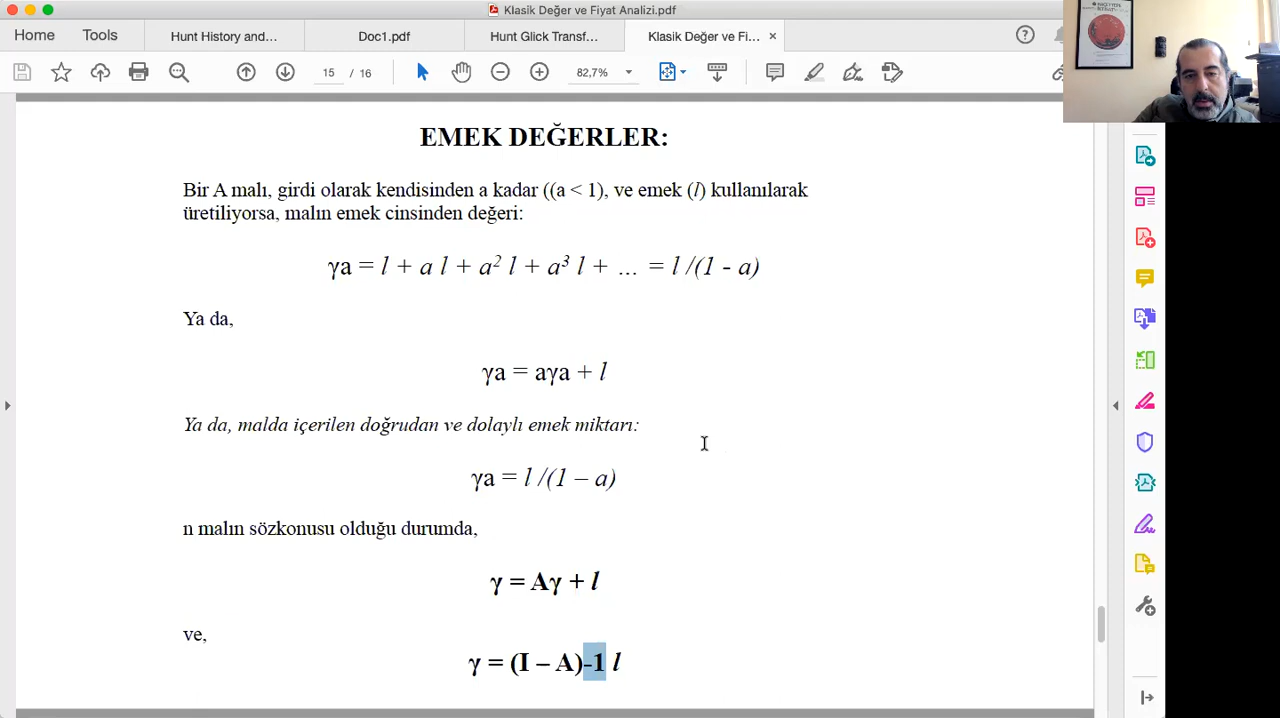 Klasik Değer ve Fiyat Analizi.pdf
Home Tools Hunt History and... Doc1.pdf Hunt Glick Transf... Klasik Değer ve Fi... ×
15 / 16 82,7%
EMEK DEĞERLER:
Bir A malı, girdi olarak kendisinden a kadar ((a < 1), ve emek (l) kullanılarak
üretiliyorsa, malın emek cinsinden değeri:
γa = l + a l + a² l + a³ l + … = l /(1 - a)
Ya da,
γa = aγa + l
Ya da, malda içerilen doğrudan ve dolaylı emek miktarı:
γa = l /(1 – a)
n malın sözkonusu olduğu durumda,
γ = Aγ + l
ve,
γ = (I – A)-1 l